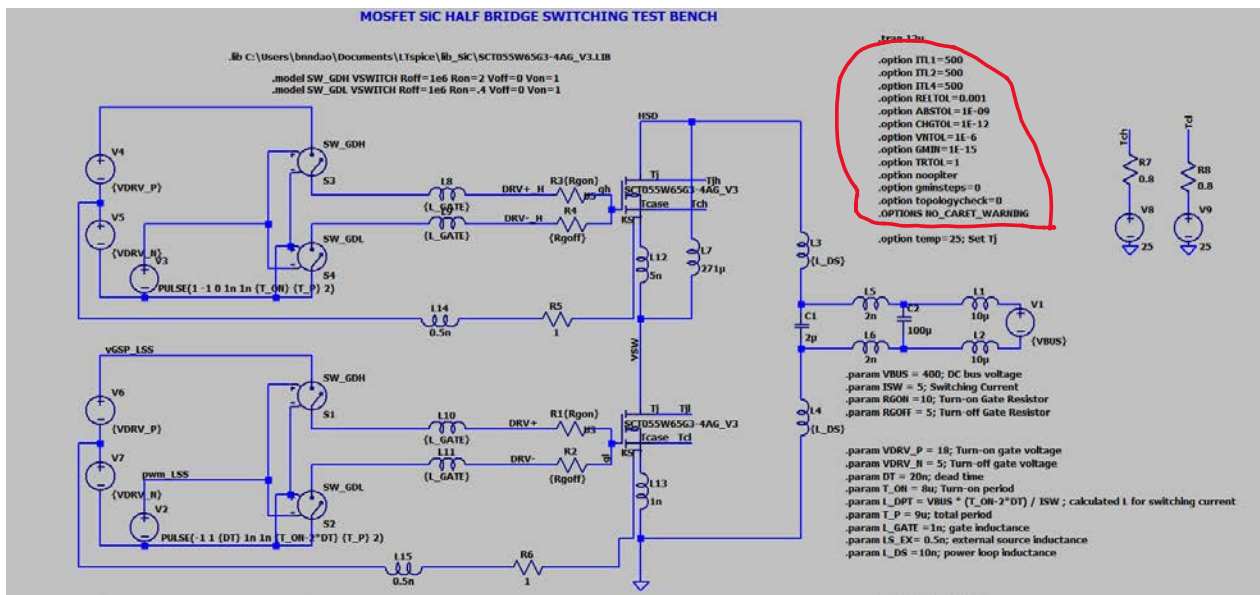 MOSFET SiC HALF BRIDGE SWITCHING TEST BENCH
.lib C:\Users\bnndao\Documents\LTspice\lib_SiC\SCT055W65G3-4AG_V3.LIB
.model SW_GDH VSWITCH Roff=1e6 Ron=2 Voff=0 Von=1
.model SW_GDL VSWITCH Roff=1e6 Ron=.4 Voff=0 Von=1
.tran 12u
.option ITL1=500
.option ITL2=500
.option ITL4=500
.option RELTOL=0.001
.option ABSTOL=1E-09
.option CHGTOL=1E-12
.option VNTOL=1E-6
.option GMIN=1E-15
.option TRTOL=1
.option noopiter
.option gminsteps=0
.option topologycheck=0
.OPTIONS NO_CARET_WARNING
.option temp=25; Set Tj
Tch
R7
0.8
V8
25
Tcl
R8
0.8
V9
25
V4
{VDRV_P}
V5
{VDRV_N}
V3
PULSE(1 -1 0 1n 1n {T_ON} {T_P} 2)
SW_GDH
S3
SW_GDL
S4
L8
{L_GATE}
L9
{L_GATE}
DRV+_H
DRV-_H
R3
{Rgon}
R4
{Rgoff}
gh
HSD
Tj
Tjh
SCT055W65G3-4AG_V3
Tcase
Tch
KS
L12
5n
L7
271µ
L14
0.5n
R5
1
VSW
L3
{L_DS}
C1
2µ
L5
2n
L6
2n
C2
100µ
L1
10µ
L2
10µ
V1
{VBUS}
L4
{L_DS}
vGSP_LSS
V6
{VDRV_P}
V7
{VDRV_N}
pwm_LSS
V2
PULSE(-1 1 {DT} 1n 1n {T_ON-2*DT} {T_P} 2)
SW_GDH
S1
SW_GDL
S2
L10
{L_GATE}
L11
{L_GATE}
DRV+
DRV-
R1
{Rgon}
R2
{Rgoff}
gl
Tj
Tjl
SCT055W65G3-4AG_V3
Tcase
Tcl
KS
L13
1n
L15
0.5n
R6
1
.param VBUS = 400; DC bus voltage
.param ISW = 5; Switching Current
.param RGON = 10; Turn-on Gate Resistor
.param RGOFF = 5; Turn-off Gate Resistor
.param VDRV_P = 18; Turn-on gate voltage
.param VDRV_N = 5; Turn-off gate voltage
.param DT = 20n; dead time
.param T_ON = 8u; Turn-on period
.param L_DPT = VBUS * (T_ON-2*DT) / ISW ; calculated L for switching current
.param T_P = 9u; total period
.param L_GATE =1n; gate inductance
.param LS_EX= 0.5n; external source inductance
.param L_DS =10n; power loop inductance